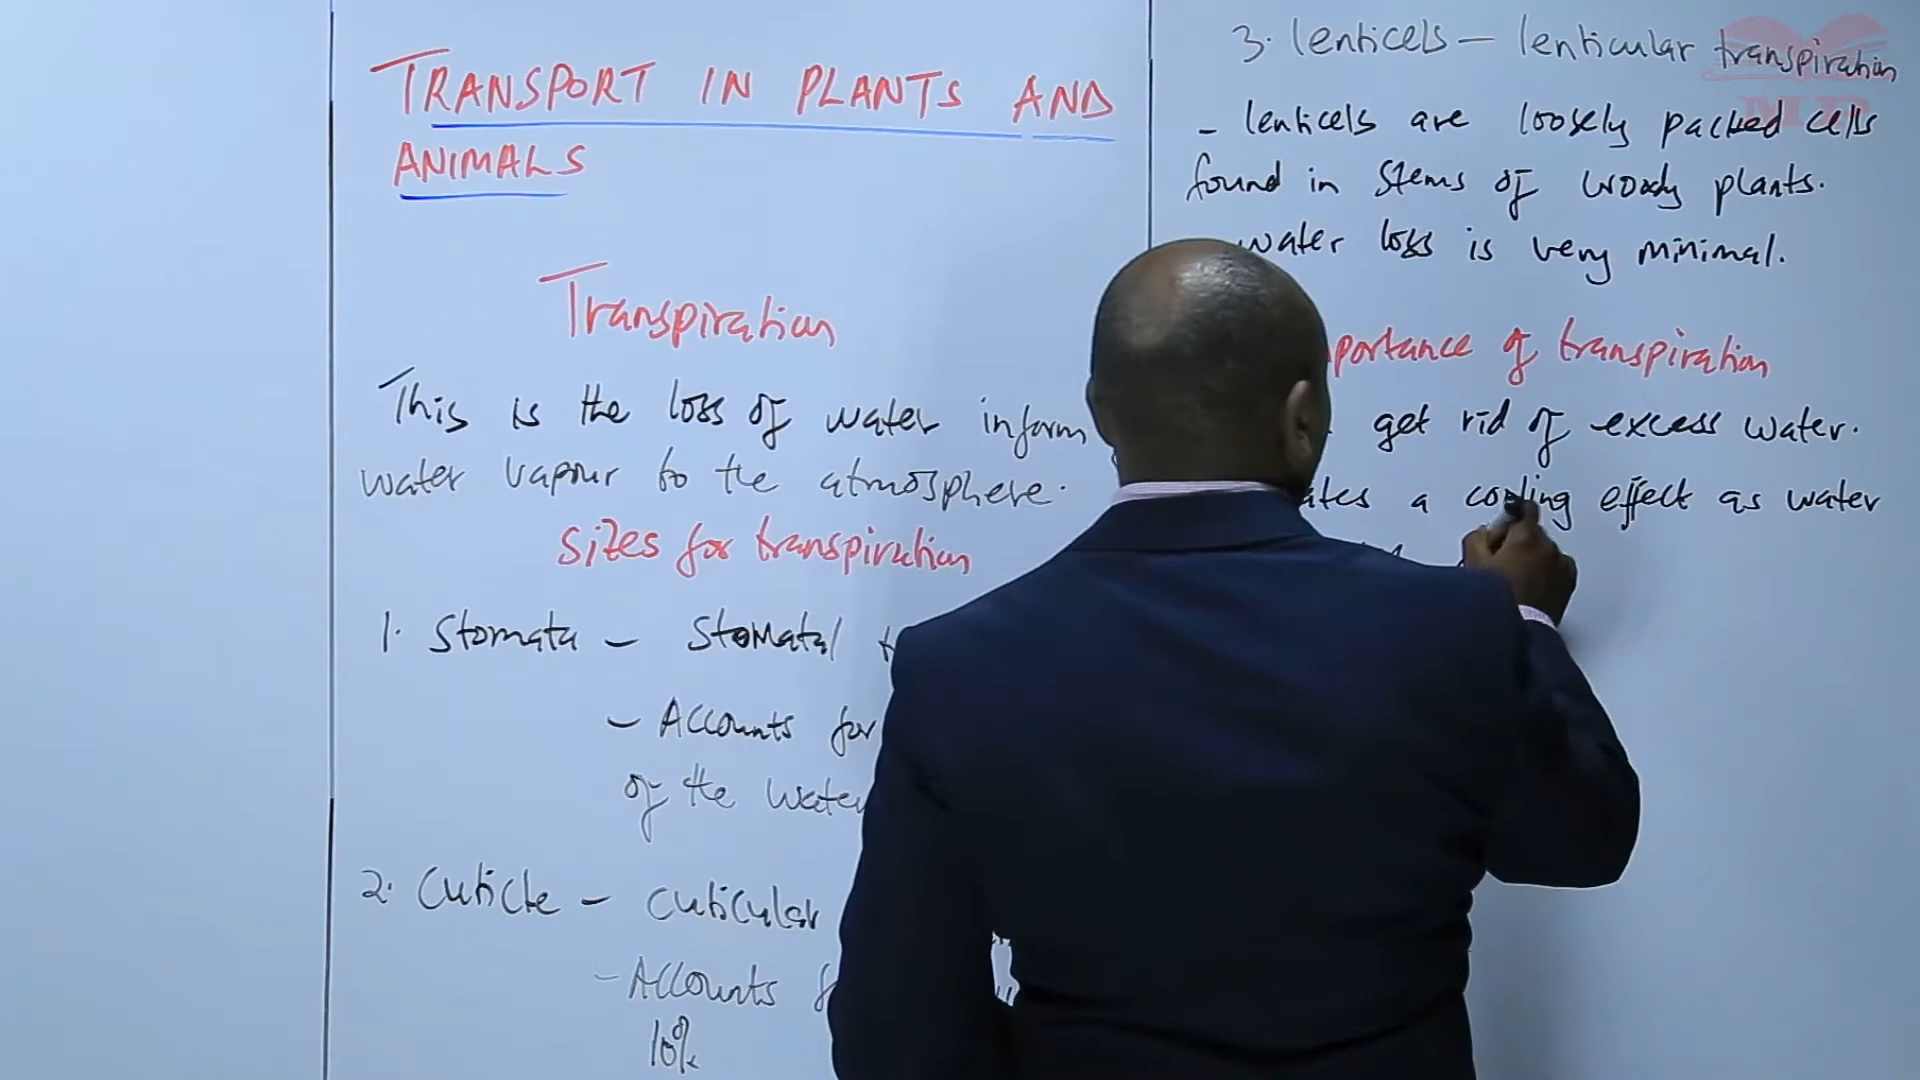 TRANSPORT IN PLANTS AND
ANIMALS
Transpiration
This is the loss of water inform
water vapour to the atmosphere.
sites for transpiration
1. Stomata – Stomatal
– Accounts for
of the water
2. Cuticle – cuticular
– Accounts
10%
3. lenticels – lenticular transpiration
– lenticels are loosely packed cells
found in stems of woody plants.
water loss is very minimal.
portance of transpiration
get rid of excess water.
ates a cooling effect as water